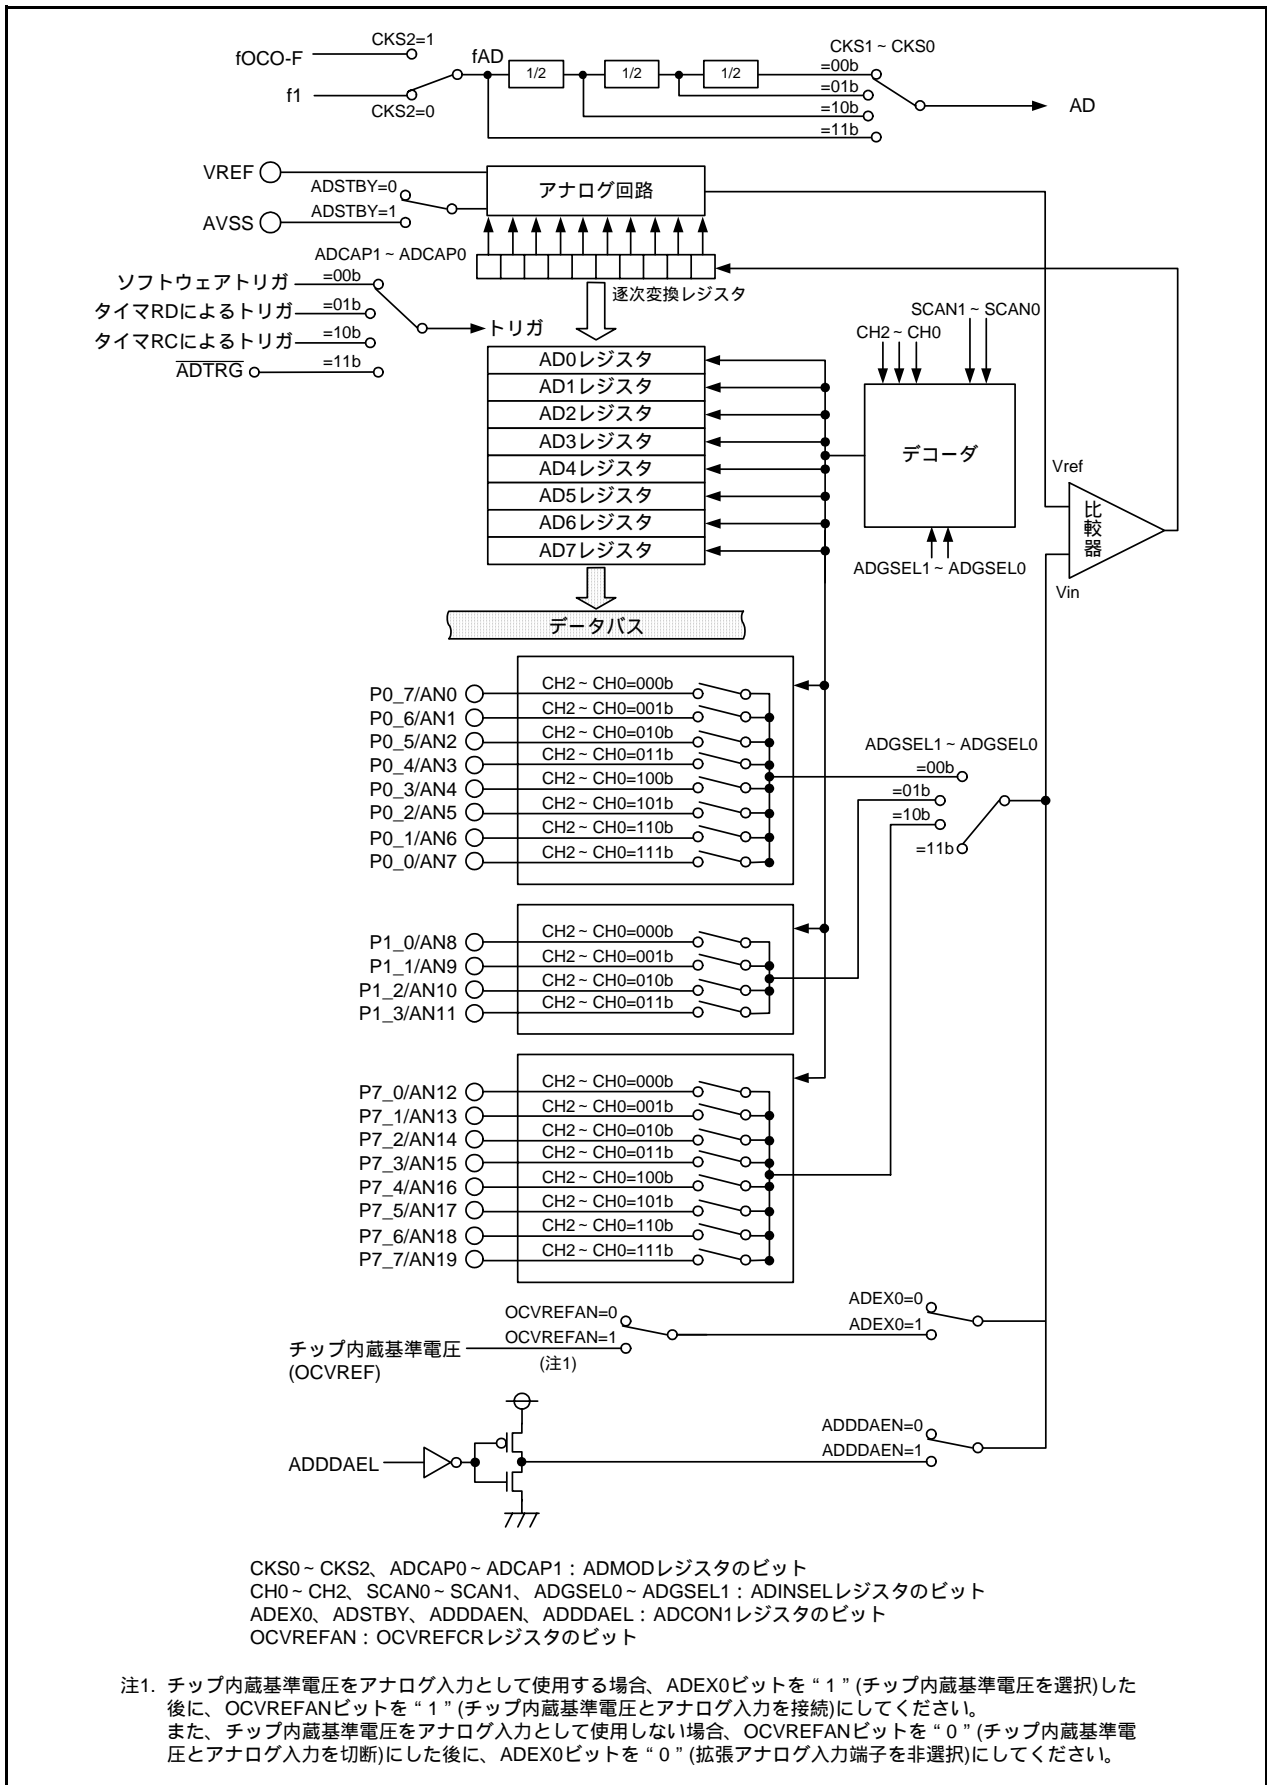 fOCO-F
CKS2=1
f1
CKS2=0
fAD
1/2
1/2
1/2
CKS1～CKS0
=00b
=01b
=10b
=11b
AD
VREF
AVSS
ADSTBY=0
ADSTBY=1
アナログ回路
ADCAP1～ADCAP0
ソフトウェアトリガ
=00b
タイマRDによるトリガ
=01b
タイマRCによるトリガ
=10b
ADTRG
=11b
トリガ
逐次変換レジスタ
AD0レジスタ
AD1レジスタ
AD2レジスタ
AD3レジスタ
AD4レジスタ
AD5レジスタ
AD6レジスタ
AD7レジスタ
SCAN1～SCAN0
CH2～CH0
デコーダ
ADGSEL1～ADGSEL0
Vref
比較器
Vin
データバス
P0_7/AN0
CH2～CH0=000b
P0_6/AN1
CH2～CH0=001b
P0_5/AN2
CH2～CH0=010b
P0_4/AN3
CH2～CH0=011b
P0_3/AN4
CH2～CH0=100b
P0_2/AN5
CH2～CH0=101b
P0_1/AN6
CH2～CH0=110b
P0_0/AN7
CH2～CH0=111b
ADGSEL1～ADGSEL0
=00b
=01b
=10b
=11b
P1_0/AN8
CH2～CH0=000b
P1_1/AN9
CH2～CH0=001b
P1_2/AN10
CH2～CH0=010b
P1_3/AN11
CH2～CH0=011b
P7_0/AN12
CH2～CH0=000b
P7_1/AN13
CH2～CH0=001b
P7_2/AN14
CH2～CH0=010b
P7_3/AN15
CH2～CH0=011b
P7_4/AN16
CH2～CH0=100b
P7_5/AN17
CH2～CH0=101b
P7_6/AN18
CH2～CH0=110b
P7_7/AN19
CH2～CH0=111b
チップ内蔵基準電圧
(OCVREF)
OCVREFAN=0
OCVREFAN=1
(注1)
ADEX0=0
ADEX0=1
ADDDAEL
ADDDAEN=0
ADDDAEN=1
CKS0～CKS2、ADCAP0～ADCAP1：ADMODレジスタのビット
CH0～CH2、SCAN0～SCAN1、ADGSEL0～ADGSEL1：ADINSELレジスタのビット
ADEX0、ADSTBY、ADDDAEN、ADDDAEL：ADCON1レジスタのビット
OCVREFAN：OCVREFCRレジスタのビット
注1. チップ内蔵基準電圧をアナログ入力として使用する場合、ADEX0ビットを“1”(チップ内蔵基準電圧を選択)した
後に、OCVREFANビットを“1”(チップ内蔵基準電圧とアナログ入力を接続)にしてください。
また、チップ内蔵基準電圧をアナログ入力として使用しない場合、OCVREFANビットを“0”(チップ内蔵基準電
圧とアナログ入力を切断)にした後に、ADEX0ビットを“0”(拡張アナログ入力端子を非選択)にしてください。